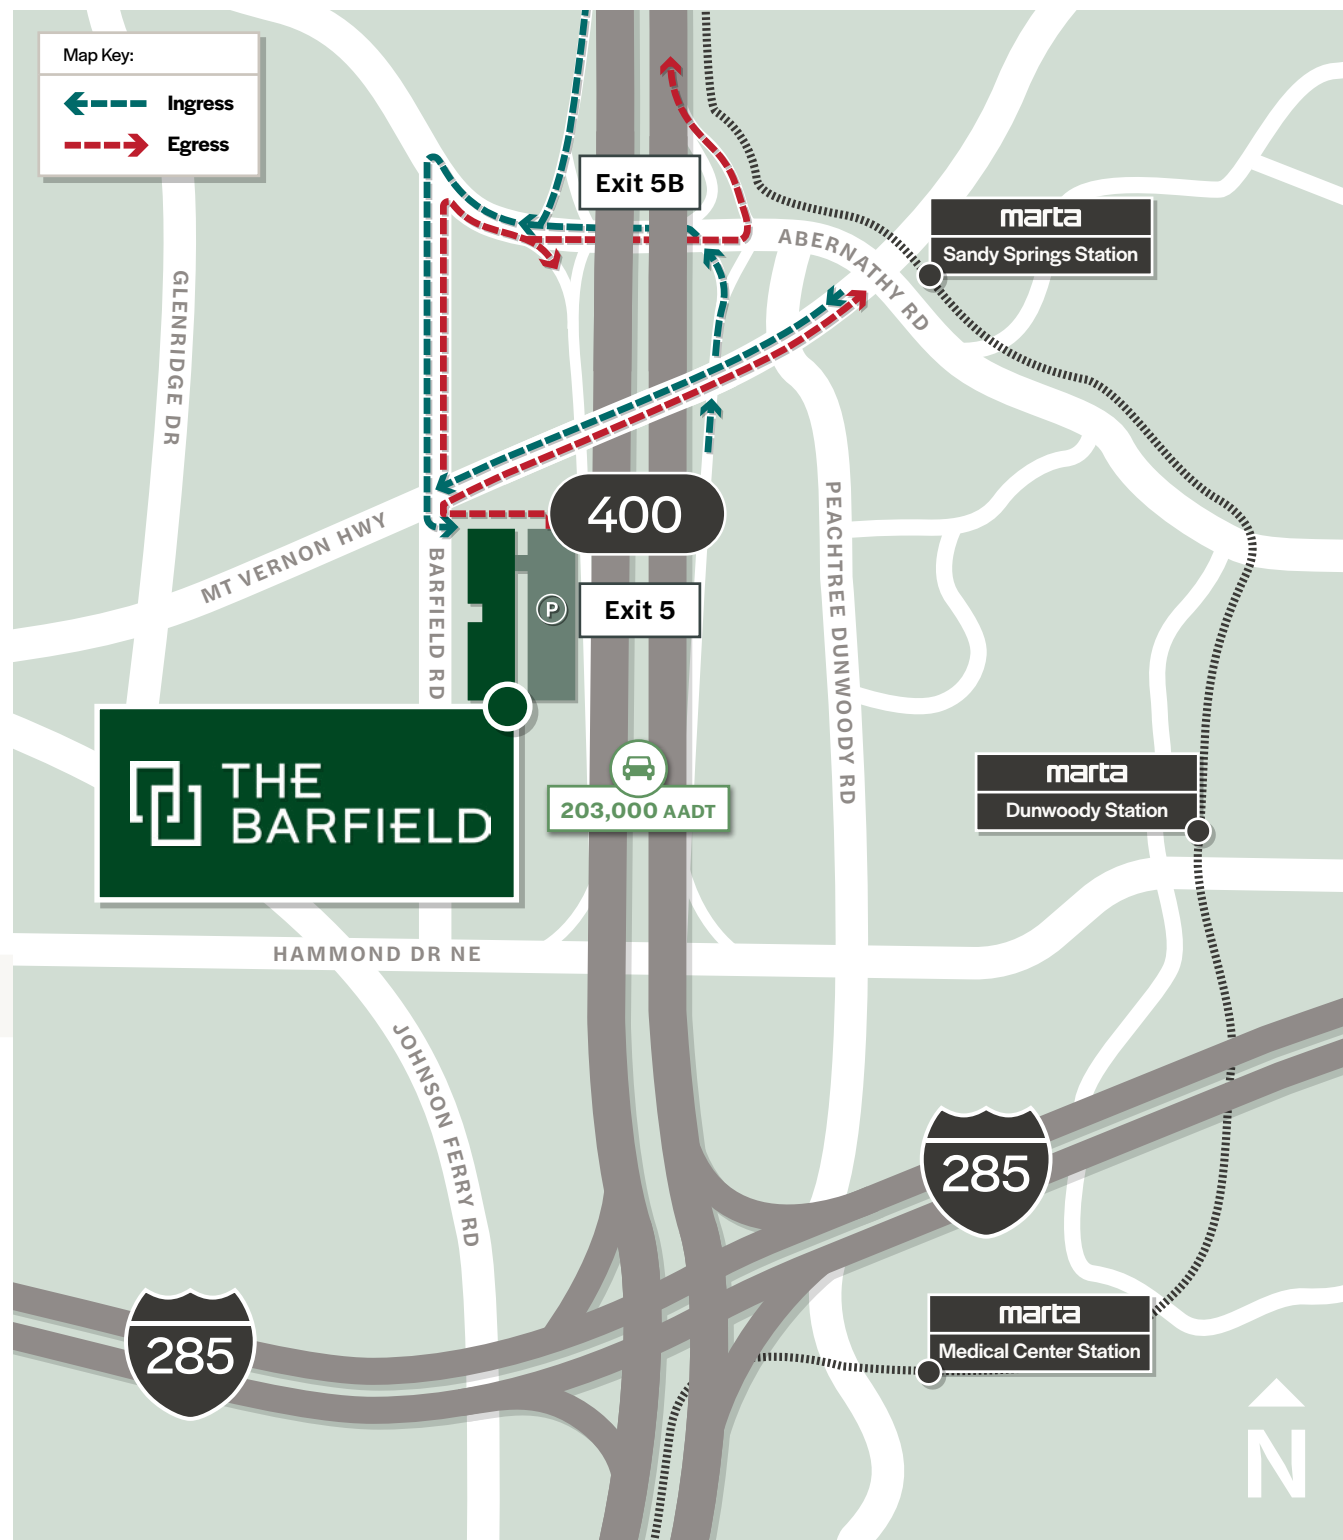 Map Key:
Ingress
Egress
Exit 5B
marta
Sandy Springs Station
ABERNATHY RD
GLENRIDGE DR
400
MT VERNON HWY
PEACHTREE DUNWOODY RD
BARFIELD RD
P
Exit 5
THE
BARFIELD
203,000 AADT
marta
Dunwoody Station
HAMMOND DR NE
JOHNSON FERRY RD
285
285
marta
Medical Center Station
N